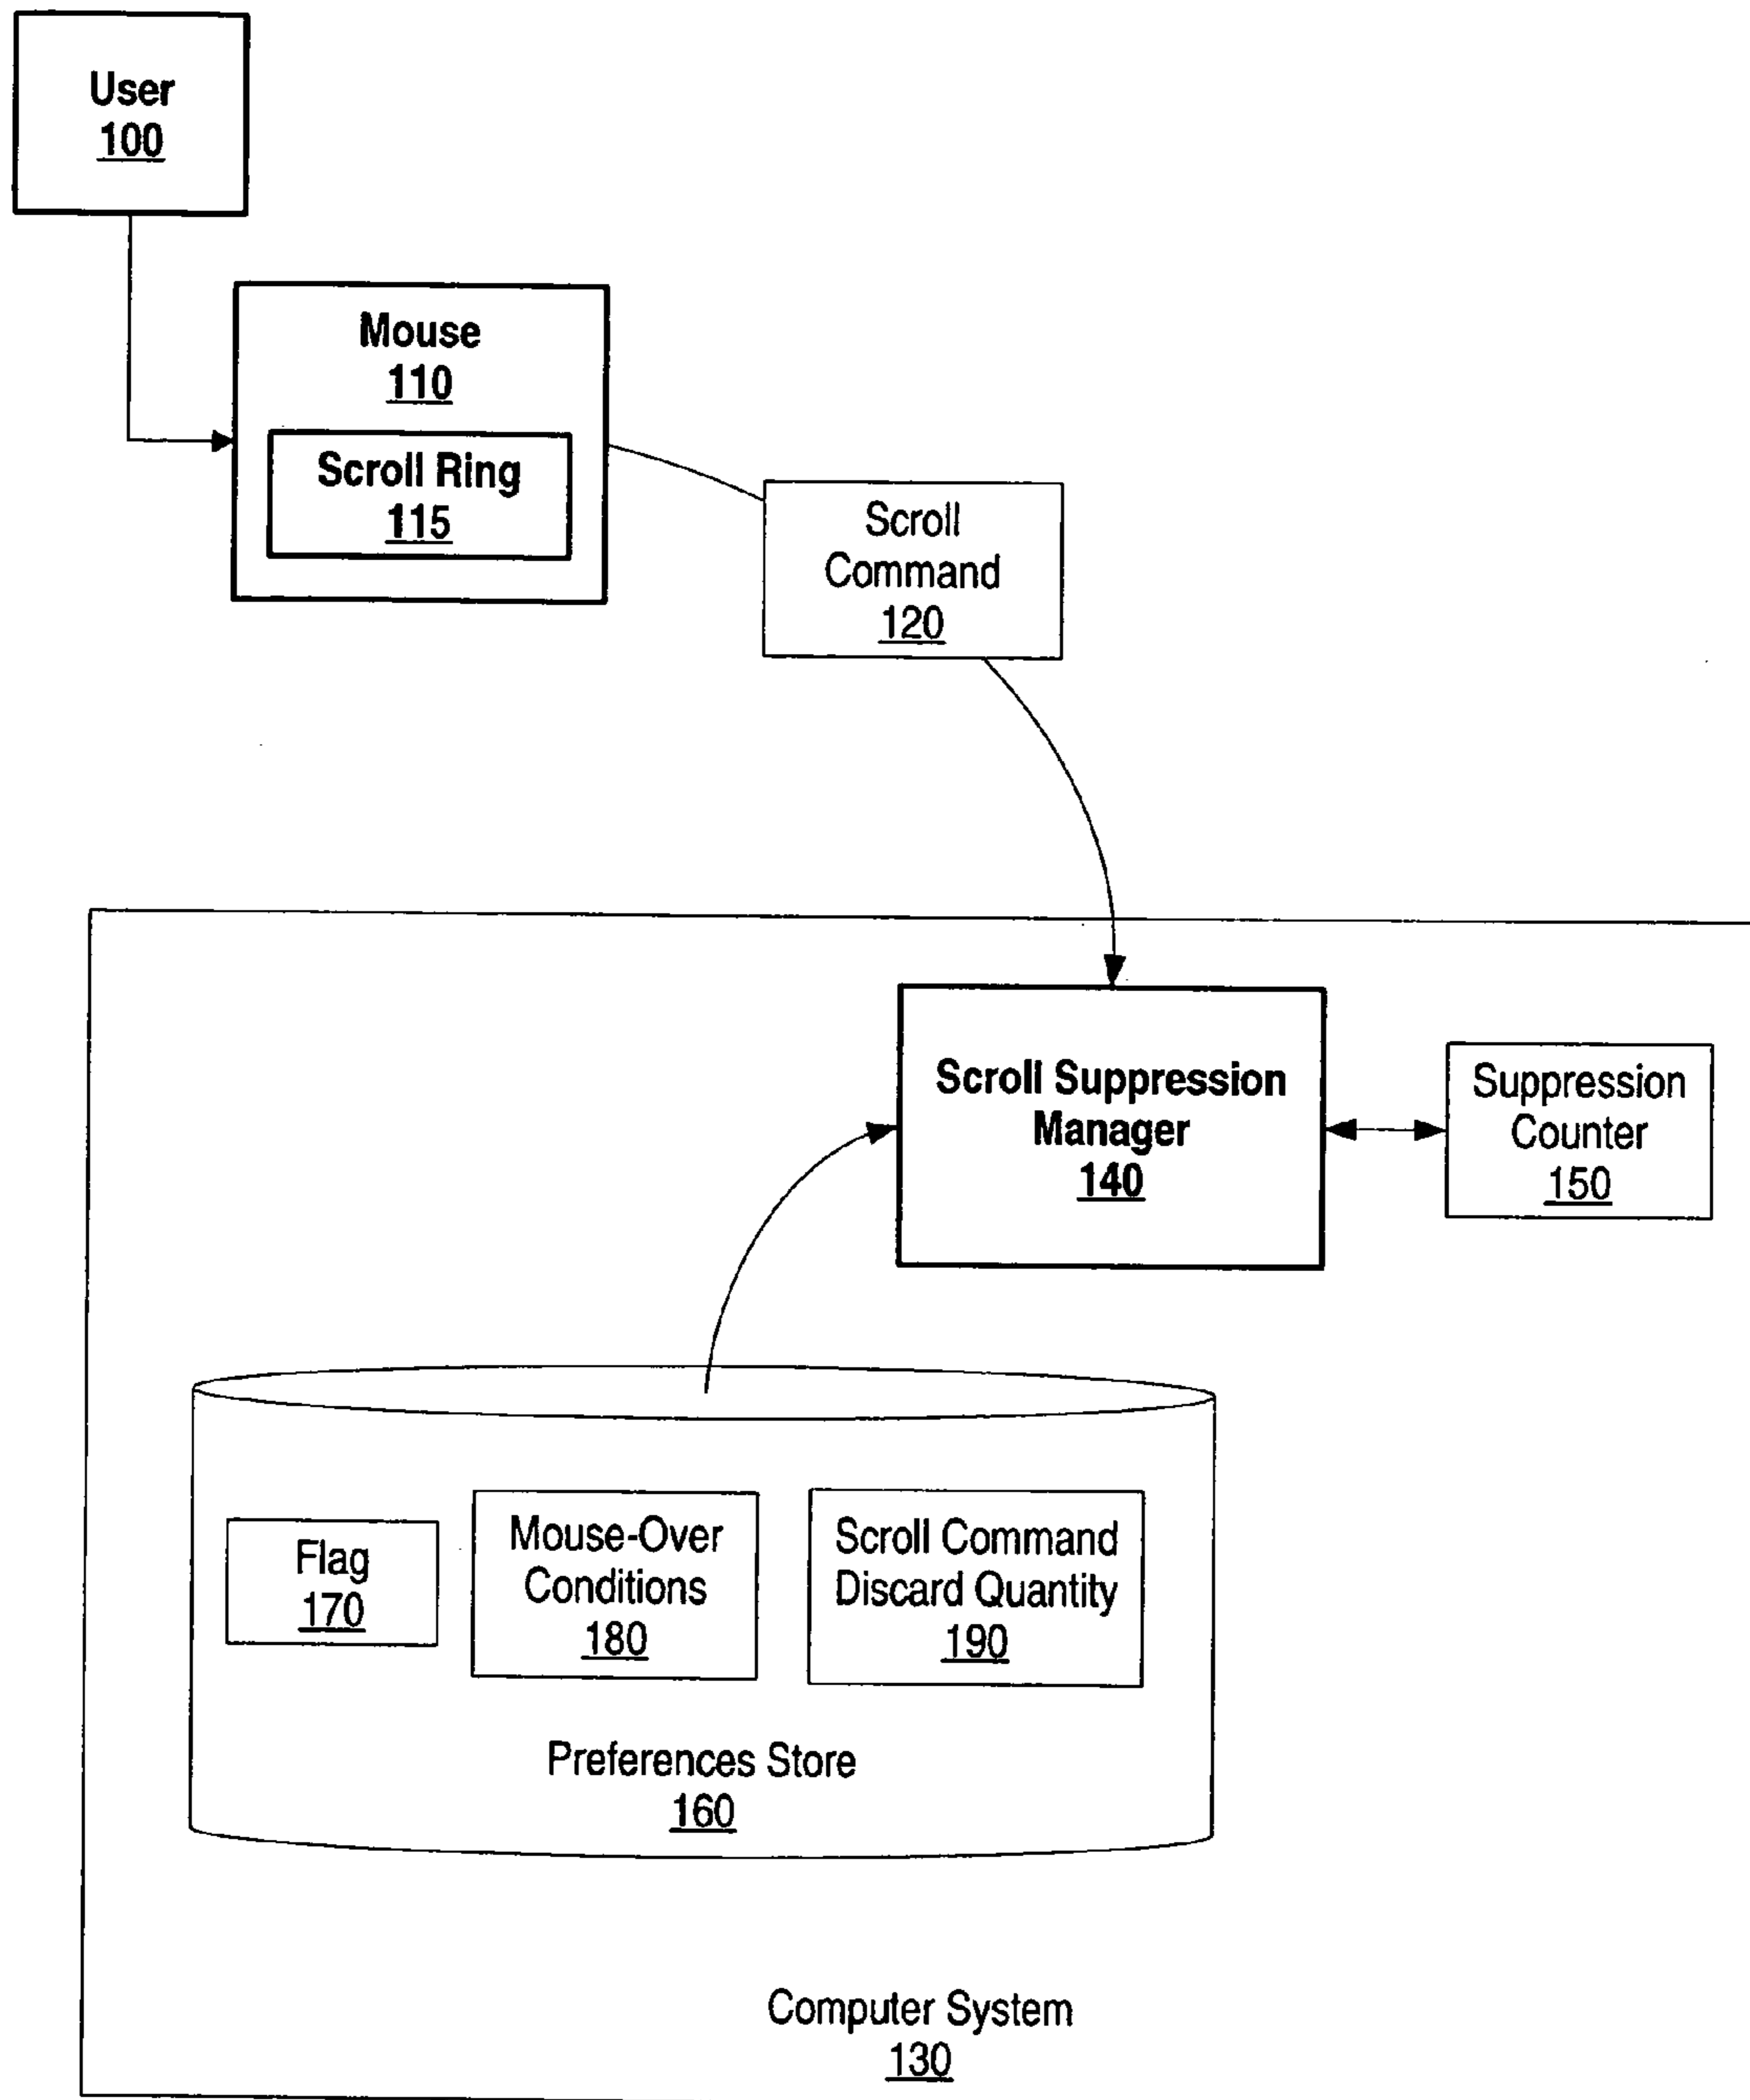 User
100
Mouse
110
Scroll Ring
115
Scroll
Command
120
Scroll Suppression
Manager
140
Suppression
Counter
150
Flag
170
Mouse-Over
Conditions
180
Scroll Command
Discard Quantity
190
Preferences Store
160
Computer System
130